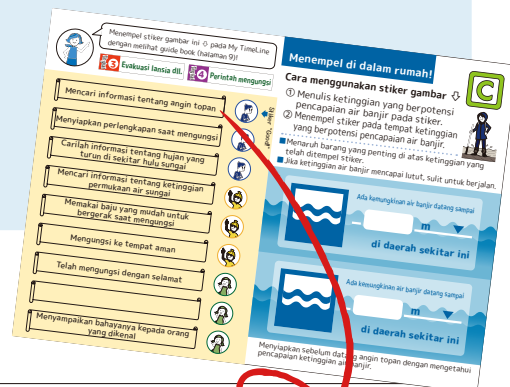 Menempel stiker gambar ini ⇩ pada My TimeLine
dengan melihat guide book (halaman 9)!
Tingkat 3 Evakuasi lansia dll.
Tingkat 4 Perintah mengungsi
Mencari informasi tentang angin topan
Menyiapkan perlengkapan saat mengungsi
Carilah informasi tentang hujan yang
turun di sekitar hulu sungai
Mencari informasi tentang ketinggian
permukaan air sungai
Memakai baju yang mudah untuk
bergerak saat mengungsi
Mengungsi ke tempat aman
Telah mengungsi dengan selamat
Menyampaikan bahayanya kepada orang
yang dikenal
Stiker "Good"
Menempel di dalam rumah!
Cara menggunakan stiker gambar ⇩
C
① Menulis ketinggian yang berpotensi
pencapaian air banjir pada stiker.
② Menempel stiker pada tempat ketinggian
yang berpotensi pencapaian air banjir.
■ Menaruh barang yang penting di atas ketinggian yang
telah ditempel stiker.
■ Jika ketinggian air banjir mencapai lutut, sulit untuk berjalan.
Ada kemungkinan air banjir datang sampai
m
di daerah sekitar ini
Ada kemungkinan air banjir datang sampai
m
di daerah sekitar ini
Menyiapkan sebelum datang angin topan dengan mengetahui
pencapaian ketinggian air banjir.